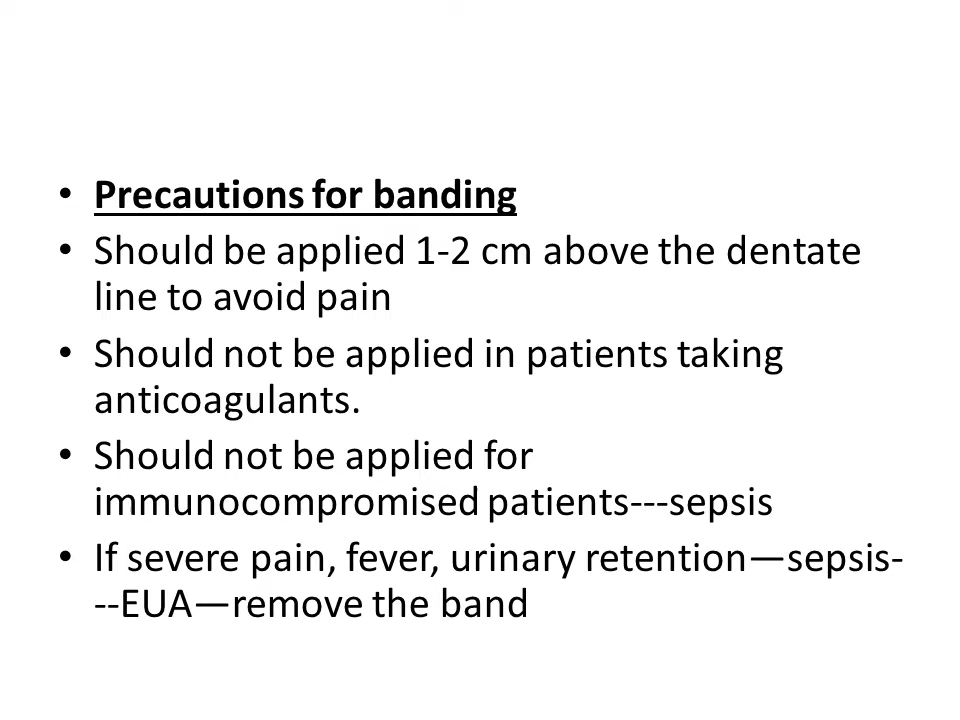 • Precautions for banding
• Should be applied 1-2 cm above the dentate
line to avoid pain
• Should not be applied in patients taking
anticoagulants.
• Should not be applied for
immunocompromised patients---sepsis
• If severe pain, fever, urinary retention—sepsis-
--EUA—remove the band